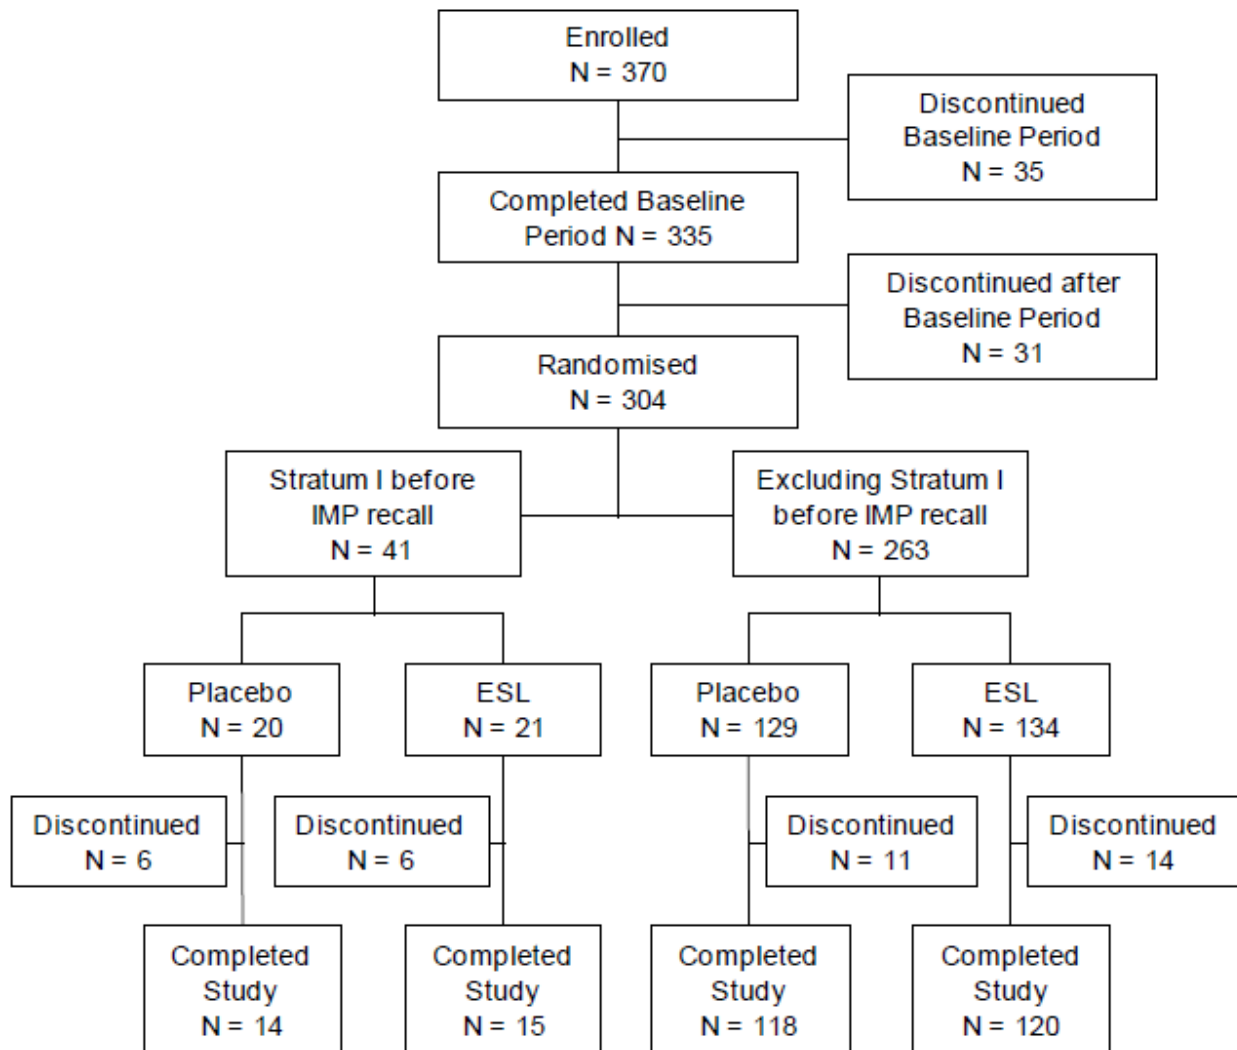 Enrolled
N = 370
Discontinued
Baseline Period
N = 35
Completed Baseline
Period N = 335
Discontinued after
Baseline Period
N = 31
Randomised
N = 304
Stratum I before
IMP recall
N = 41
Excluding Stratum I
before IMP recall
N = 263
Placebo
N = 20
ESL
N = 21
Placebo
N = 129
ESL
N = 134
Discontinued
N = 6
Discontinued
N = 6
Discontinued
N = 11
Discontinued
N = 14
Completed
Study
N = 14
Completed
Study
N = 15
Completed
Study
N = 118
Completed
Study
N = 120